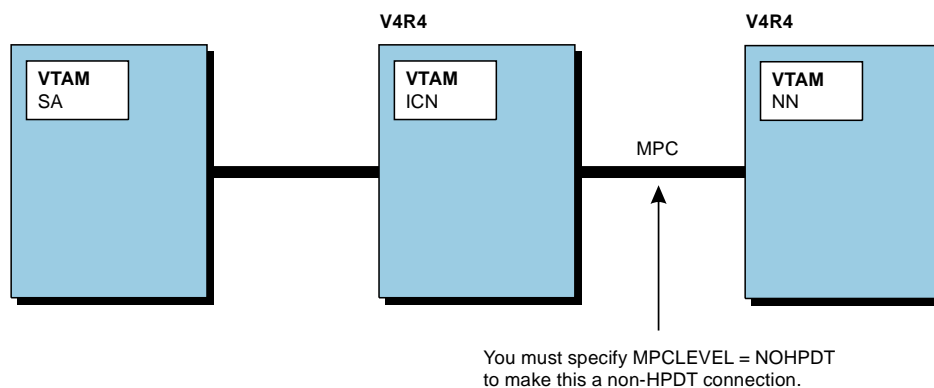 V4R4
V4R4
VTAM
SA
VTAM
ICN
VTAM
NN
MPC
You must specify MPCLEVEL = NOHPDT
to make this a non-HPDT connection.